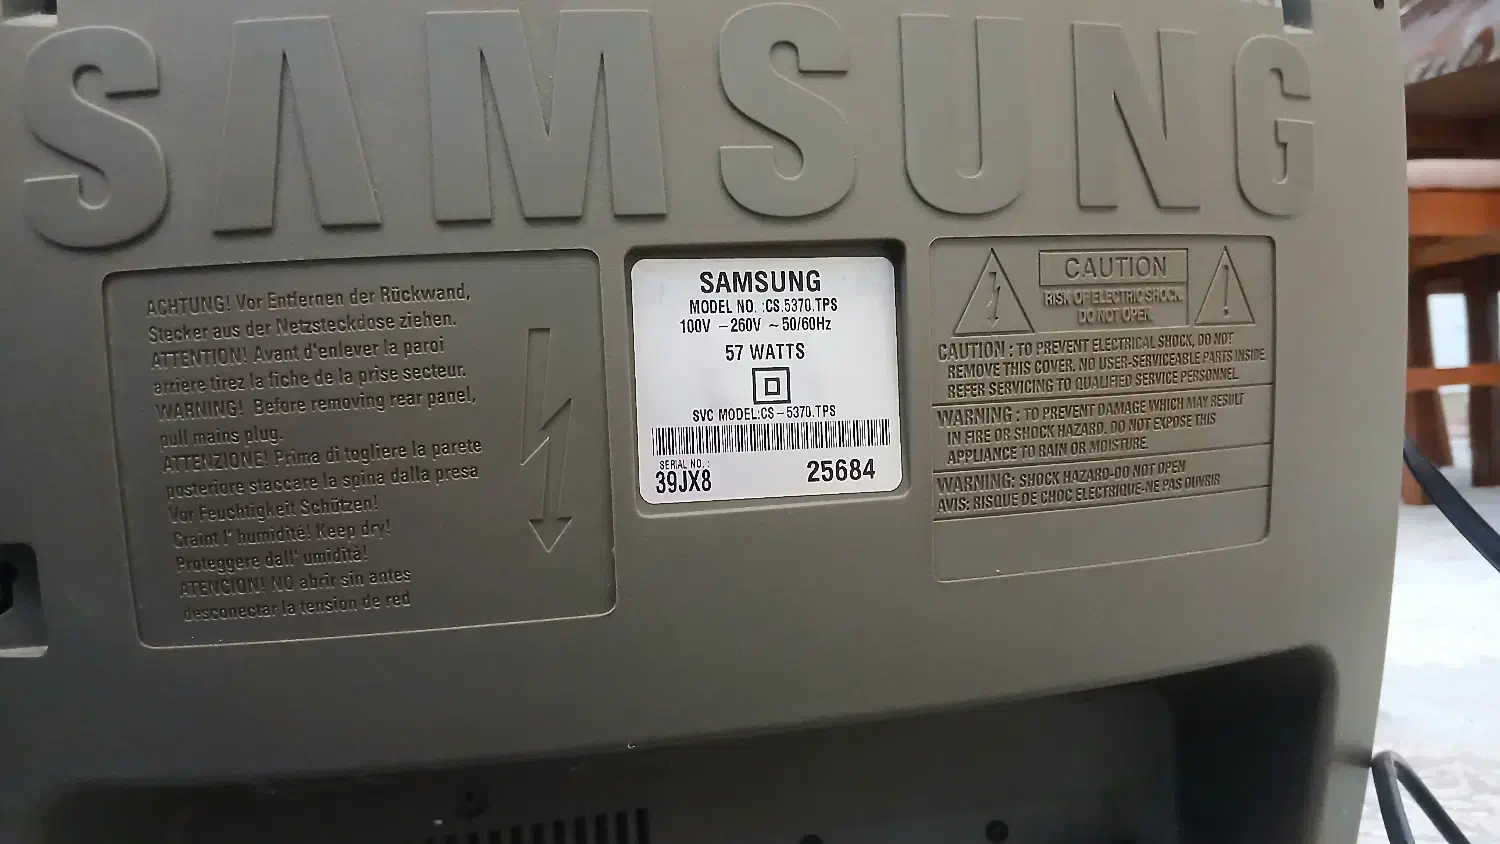 SAMSUNG
ACHTUNG! Vor Entfernen der Rückwand,
Stecker aus der Netzsteckdose ziehen.
ATTENTION! Avant d'enlever la paroi
arriere tirez la fiche de la prise secteur.
WARNING! Before removing rear panel,
pull mains plug.
ATTENZIONE! Prima di togliere la parete
posteriore staccare la spina dalla presa
Vor Feuchtigkeit Schützen!
Craint l' humidité! Keep dry!
Proteggere dall' umidità!
ATENCION! NO abrir sin antes
desconectar la tension de red
SAMSUNG
MODEL NO. :CS.5370.TPS
100V -260V ~ 50/60Hz
57 WATTS
SVC MODEL:CS-5370.TPS
SERIAL NO. :
39JX8 25684
CAUTION
RISK OF ELECTRIC SHOCK.
DO NOT OPEN.
CAUTION : TO PREVENT ELECTRICAL SHOCK, DO NOT
REMOVE THIS COVER. NO USER-SERVICEABLE PARTS INSIDE
REFER SERVICING TO QUALIFIED SERVICE PERSONNEL.
WARNING : TO PREVENT DAMAGE WHICH MAY RESULT
IN FIRE OR SHOCK HAZARD. DO NOT EXPOSE THIS
APPLIANCE TO RAIN OR MOISTURE.
WARNING: SHOCK HAZARD-DO NOT OPEN
AVIS: RISQUE DE CHOC ELECTRIQUE-NE PAS OUVRIR